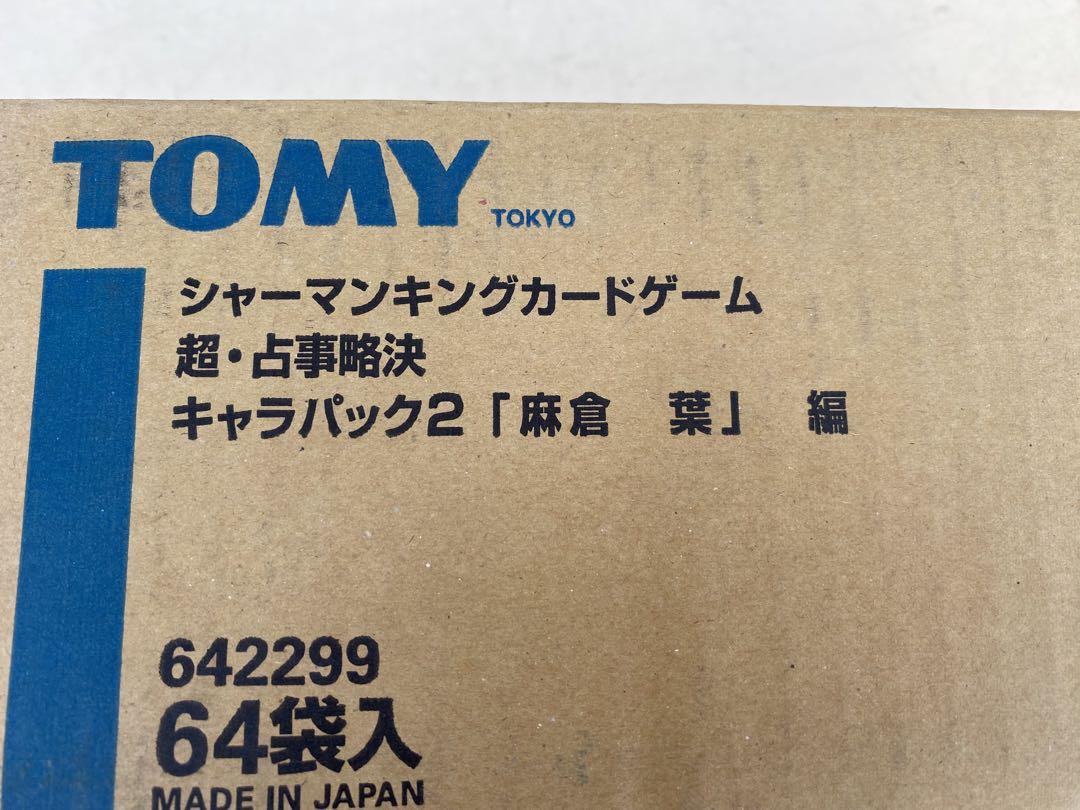 TOMY TOKYO
シャーマンキングカードゲーム
超・占事略決
キャラパック2「麻倉　葉」　編
642299
64袋入
MADE IN JAPAN